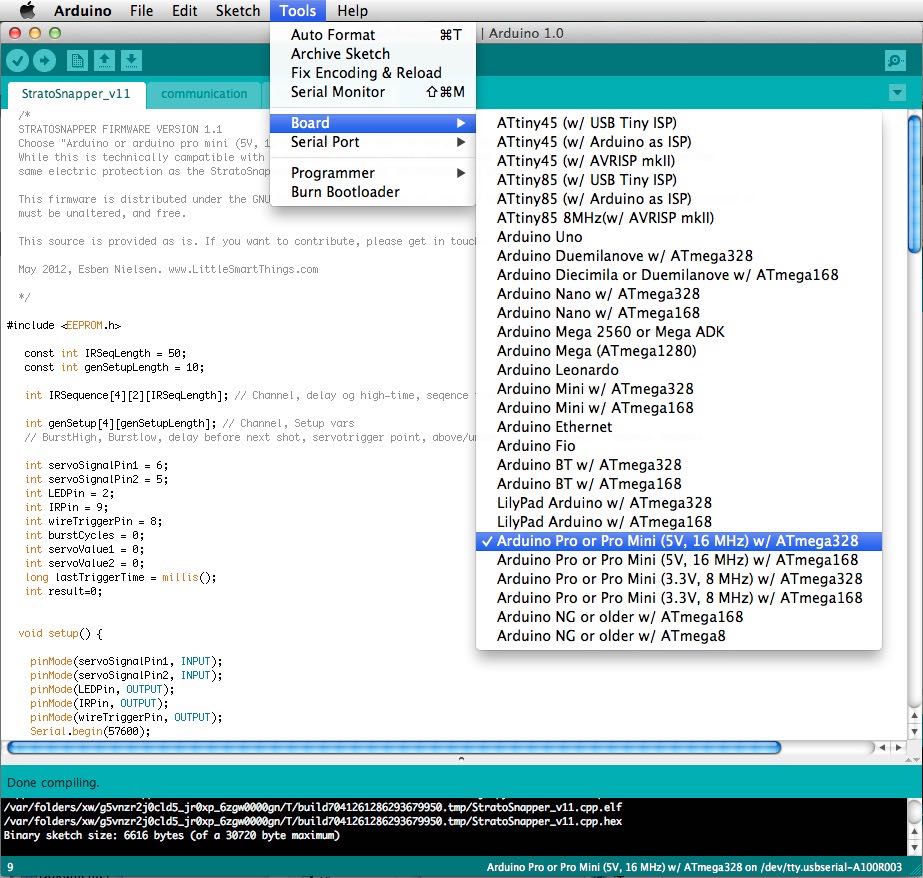 Arduino File Edit Sketch Tools Help
| Arduino 1.0
Auto Format ⌘T
Archive Sketch
Fix Encoding & Reload
Serial Monitor ⇧⌘M
Board
Serial Port
Programmer
Burn Bootloader
ATtiny45 (w/ USB Tiny ISP)
ATtiny45 (w/ Arduino as ISP)
ATtiny45 (w/ AVRISP mkII)
ATtiny85 (w/ USB Tiny ISP)
ATtiny85 (w/ Arduino as ISP)
ATtiny85 8MHz(w/ AVRISP mkII)
Arduino Uno
Arduino Duemilanove w/ ATmega328
Arduino Diecimila or Duemilanove w/ ATmega168
Arduino Nano w/ ATmega328
Arduino Nano w/ ATmega168
Arduino Mega 2560 or Mega ADK
Arduino Mega (ATmega1280)
Arduino Leonardo
Arduino Mini w/ ATmega328
Arduino Mini w/ ATmega168
Arduino Ethernet
Arduino Fio
Arduino BT w/ ATmega328
Arduino BT w/ ATmega168
LilyPad Arduino w/ ATmega328
LilyPad Arduino w/ ATmega168
✓ Arduino Pro or Pro Mini (5V, 16 MHz) w/ ATmega328
Arduino Pro or Pro Mini (5V, 16 MHz) w/ ATmega168
Arduino Pro or Pro Mini (3.3V, 8 MHz) w/ ATmega328
Arduino Pro or Pro Mini (3.3V, 8 MHz) w/ ATmega168
Arduino NG or older w/ ATmega168
Arduino NG or older w/ ATmega8
StratoSnapper_v11 communication
/*
STRATOSNAPPER FIRMWARE VERSION 1.1
Choose "Arduino or arduino pro mini (5V, 1
While this is technically campatible with
same electric protection as the StratoSnap
This firmware is distributed under the GNU
must be unaltered, and free.
This source is provided as is. If you want to contribute, please get in touc
May 2012, Esben Nielsen. www.LittleSmartThings.com
*/
#include <EEPROM.h>
const int IRSeqLength = 50;
const int genSetupLength = 10;
int IRSequence[4][2][IRSeqLength]; // Channel, delay og high-time, seqence
int genSetup[4][genSetupLength]; // Channel, Setup vars
// BurstHigh, Burstlow, delay before next shot, servotrigger point, above/un
int servoSignalPin1 = 6;
int servoSignalPin2 = 5;
int LEDPin = 2;
int IRPin = 9;
int wireTriggerPin = 8;
int burstCycles = 0;
int servoValue1 = 0;
int servoValue2 = 0;
long lastTriggerTime = millis();
int result=0;
void setup() {
pinMode(servoSignalPin1, INPUT);
pinMode(servoSignalPin2, INPUT);
pinMode(LEDPin, OUTPUT);
pinMode(IRPin, OUTPUT);
pinMode(wireTriggerPin, OUTPUT);
Serial.begin(57600);
Done compiling.
/var/folders/xw/g5vnzr2j0cld5_jr0xp_6zgw0000gn/T/build7041261286293679950.tmp/StratoSnapper_v11.cpp.elf
/var/folders/xw/g5vnzr2j0cld5_jr0xp_6zgw0000gn/T/build7041261286293679950.tmp/StratoSnapper_v11.cpp.hex
Binary sketch size: 6616 bytes (of a 30720 byte maximum)
9 Arduino Pro or Pro Mini (5V, 16 MHz) w/ ATmega328 on /dev/tty.usbserial-A100R003